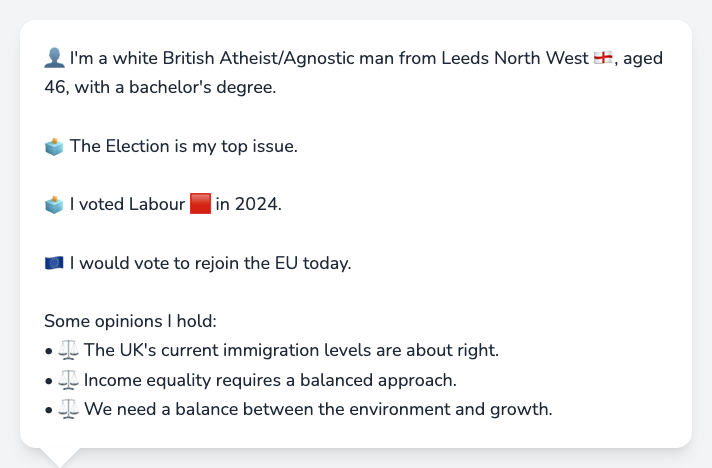 👤 I'm a white British Atheist/Agnostic man from Leeds North West 🏴󠁧󠁢󠁥󠁮󠁧󠁿, aged
46, with a bachelor's degree.
🗳️ The Election is my top issue.
🗳️ I voted Labour 🟥 in 2024.
🇪🇺 I would vote to rejoin the EU today.
Some opinions I hold:
• ⚖️ The UK's current immigration levels are about right.
• ⚖️ Income equality requires a balanced approach.
• ⚖️ We need a balance between the environment and growth.